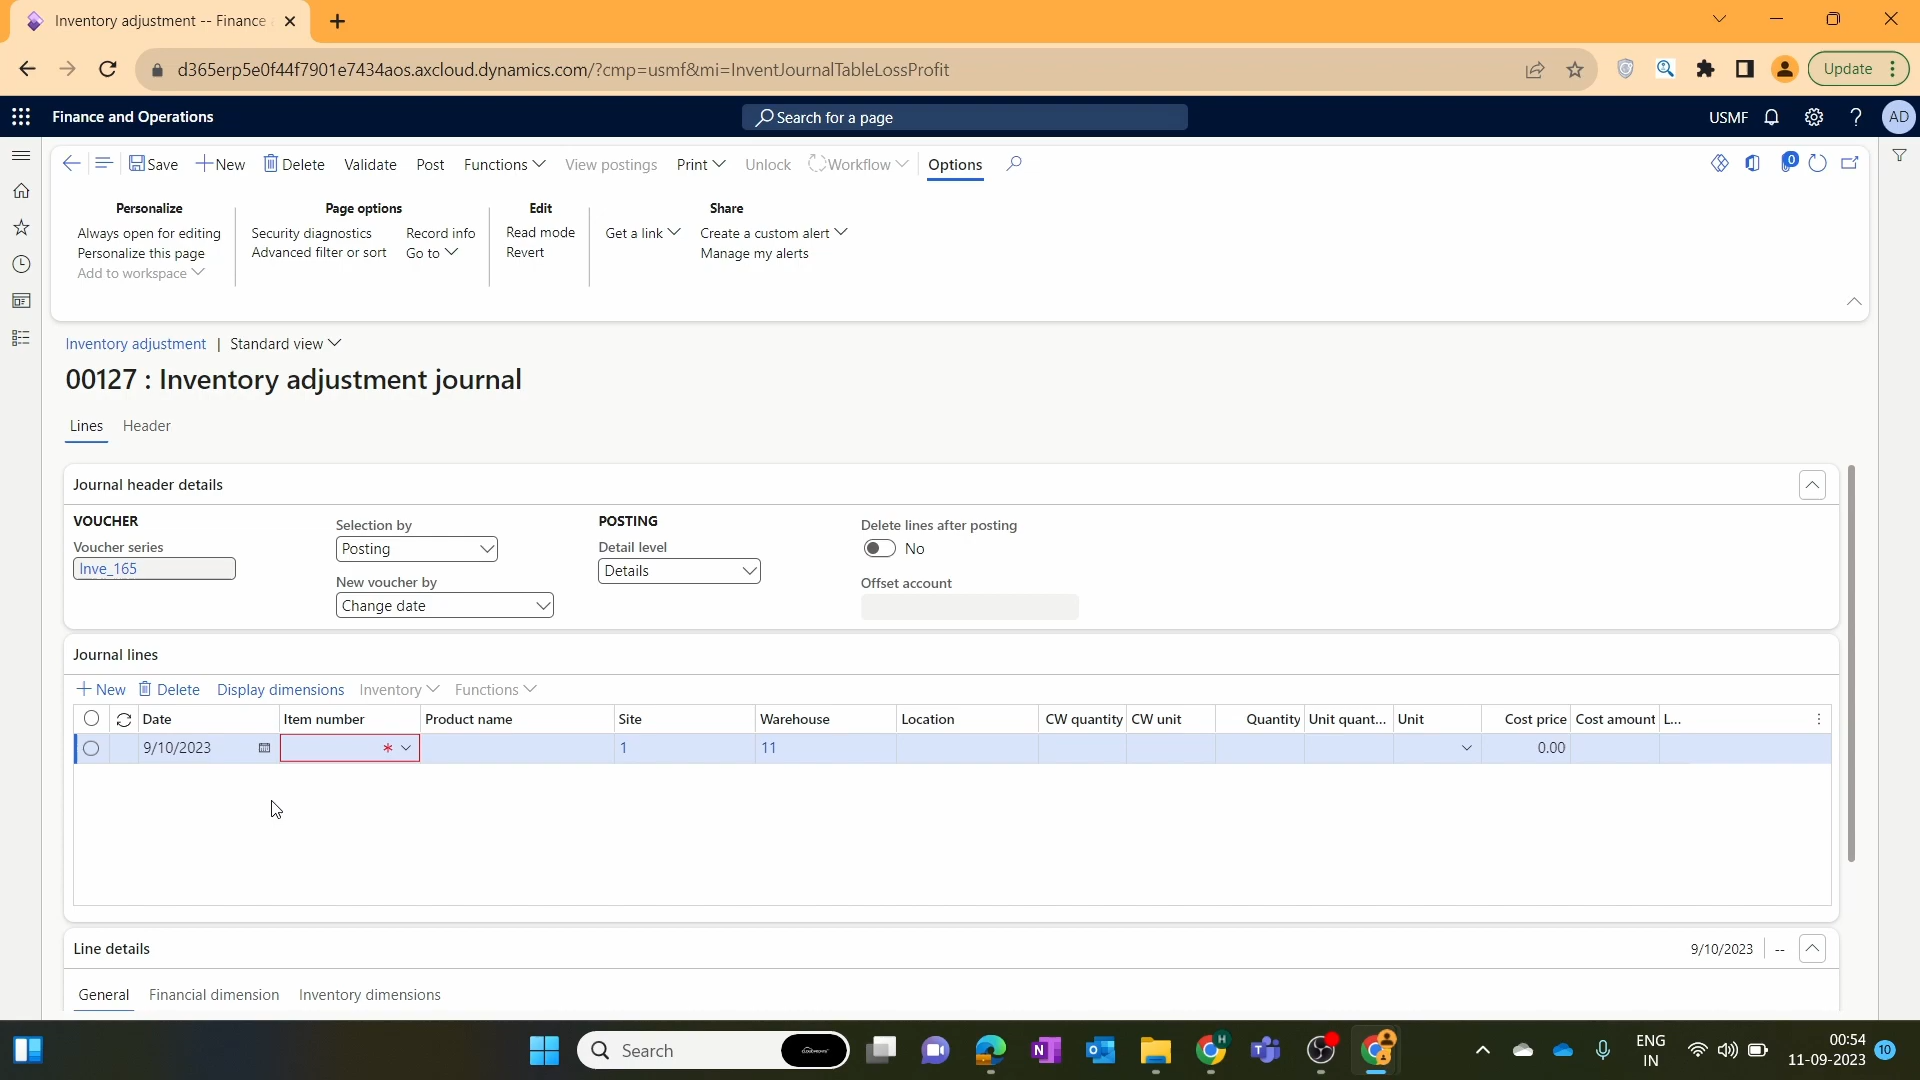 Inventory adjustment -- Finance
d365erp5e0f44f7901e7434aos.axcloud.dynamics.com/?cmp=usmf&mi=InventJournalTableLossProfit
Update
Finance and Operations
Search for a page
USMF
AD
Save New Delete Validate Post Functions View postings Print Unlock Workflow Options
0
Personalize Page options Edit Share
Always open for editing Security diagnostics Record info Read mode Get a link Create a custom alert
Personalize this page Advanced filter or sort Go to Revert Manage my alerts
Add to workspace
Inventory adjustment | Standard view
00127 : Inventory adjustment journal
Lines Header
Journal header details
VOUCHER Selection by POSTING Delete lines after posting
Voucher series Posting Detail level No
Inve_165 New voucher by Details Offset account
Change date
Journal lines
New Delete Display dimensions Inventory Functions
Date Item number Product name Site Warehouse Location CW quantity CW unit Quantity Unit quant... Unit Cost price Cost amount L...
9/10/2023 * 1 11 0.00
Line details 9/10/2023 --
General Financial dimension Inventory dimensions
Search
ENG
IN
00:54
11-09-2023
10